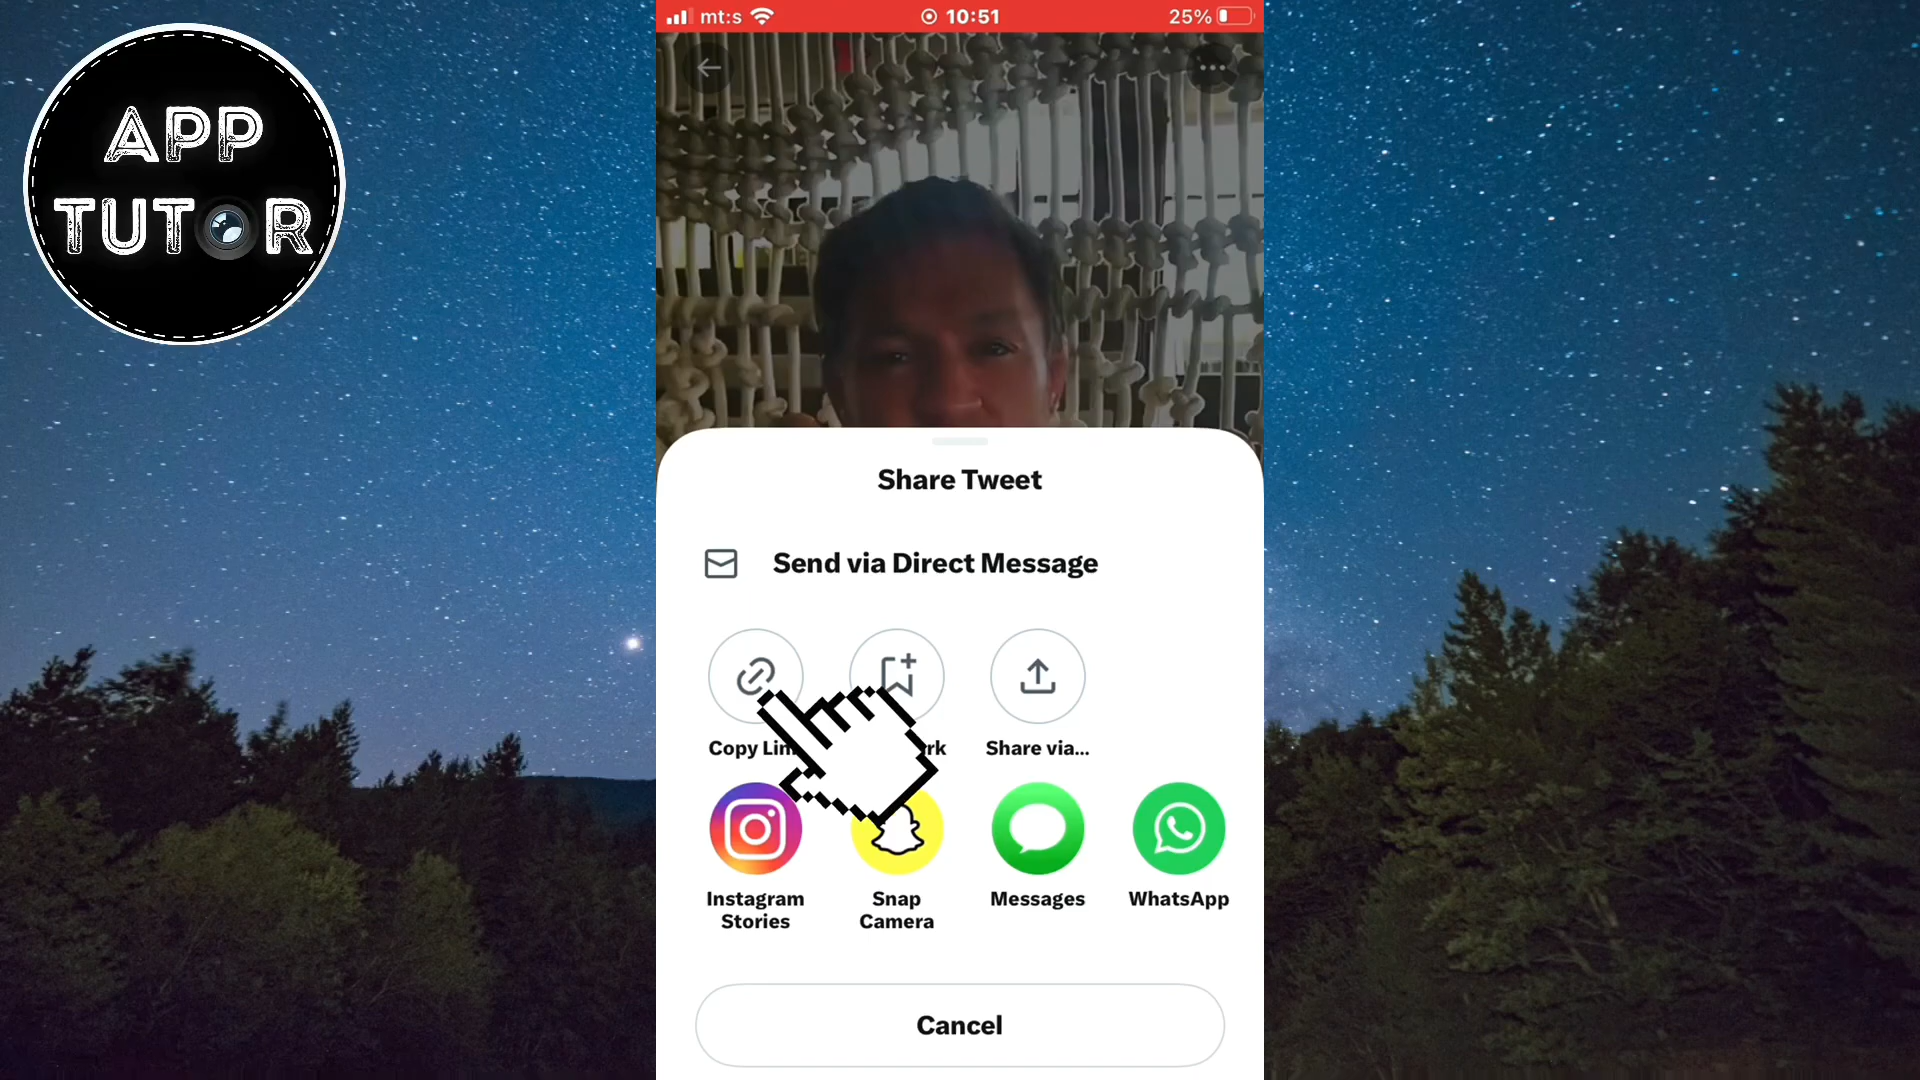 APP
TUTOR
mt:s
10:51
25%
Share Tweet
Send via Direct Message
Copy Lin
rk
Share via...
Instagram
Stories
Snap
Camera
Messages
WhatsApp
Cancel